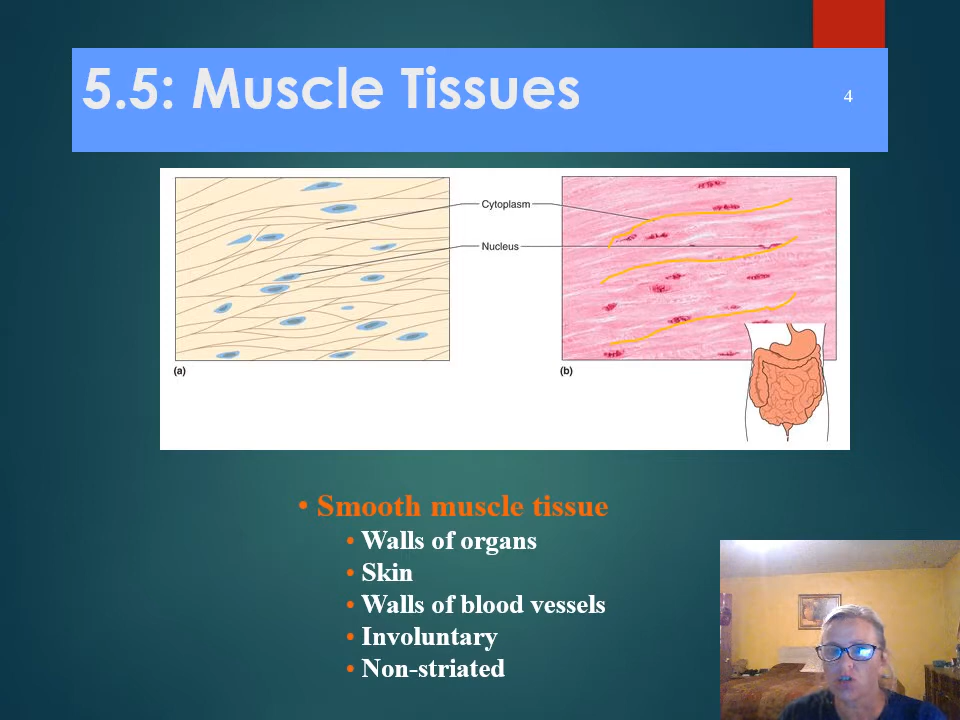 5.5: Muscle Tissues
4
Cytoplasm
Nucleus
(a)
(b)
• Smooth muscle tissue
• Walls of organs
• Skin
• Walls of blood vessels
• Involuntary
• Non-striated